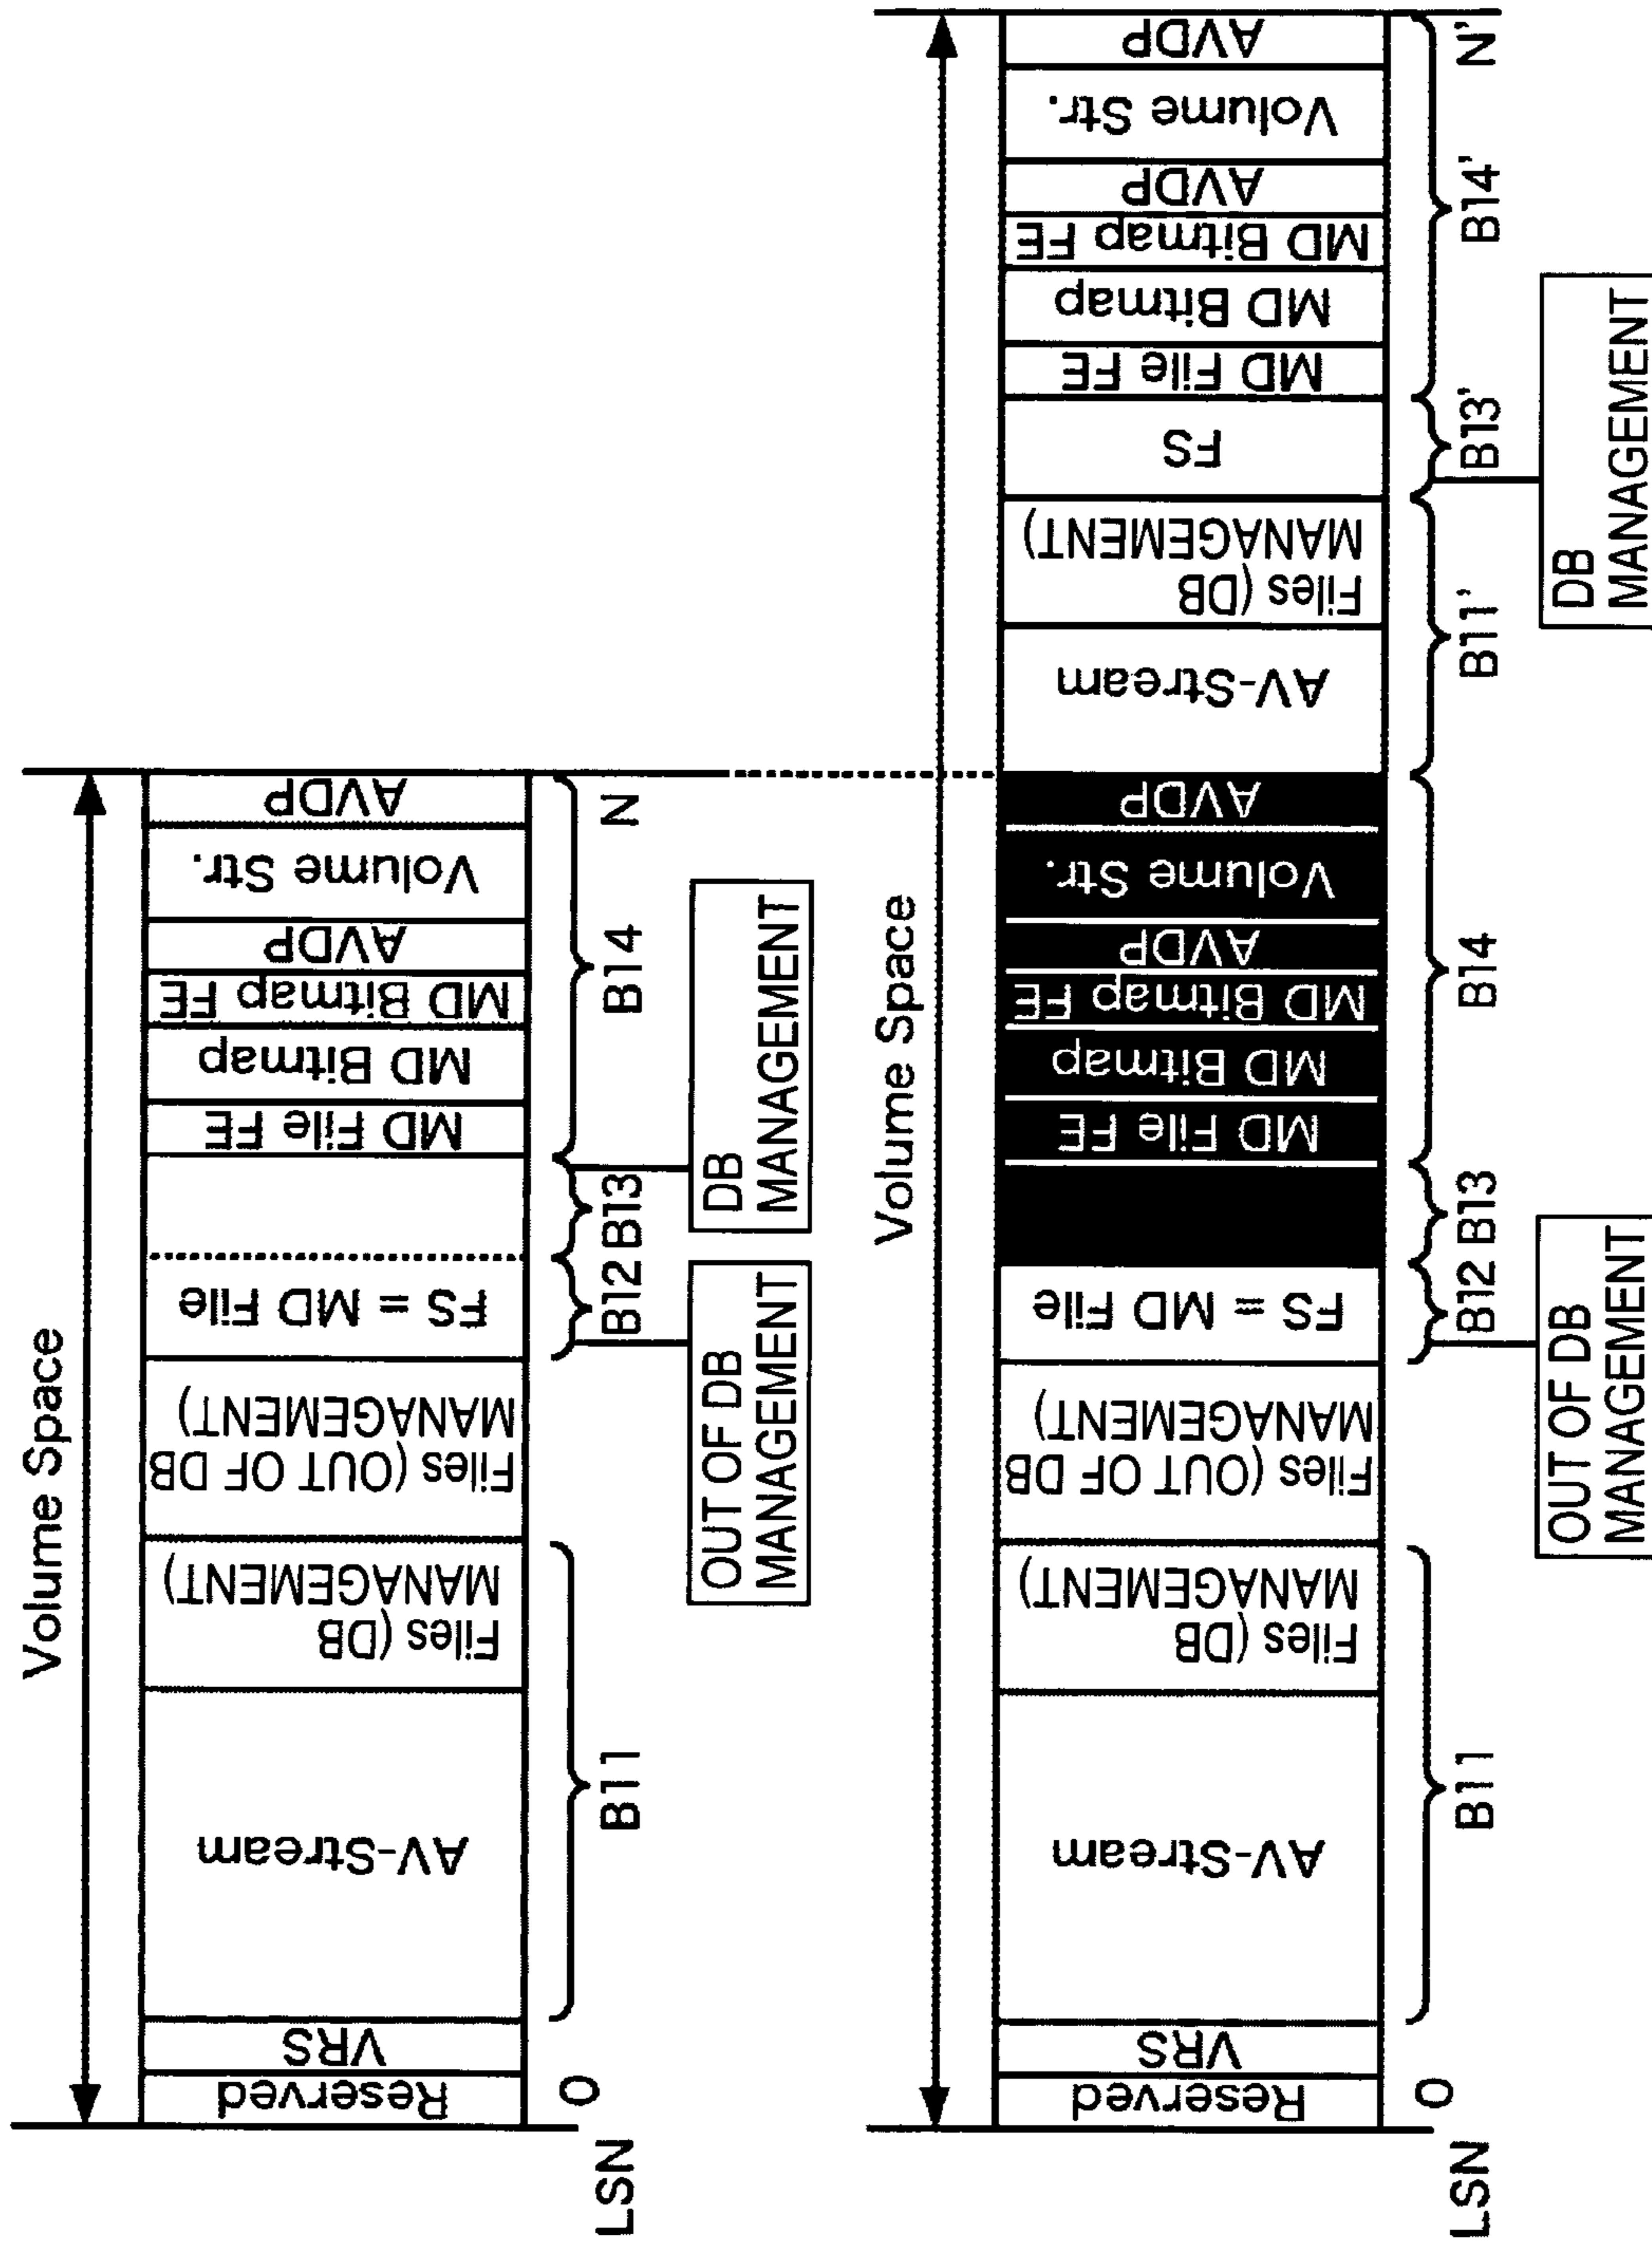 Volume Space
Reserved
VRS
AV-Stream
Files (DB
MANAGEMENT)
Files (OUT OF DB
MANAGEMENT)
FS = MD File
MD File FE
MD Bitmap
MD Bitmap FE
AVDP
Volume Str.
AVDP
LSN
0
B11
B12
B13
B14
N
OUT OF DB
MANAGEMENT
DB
MANAGEMENT
Volume Space
Reserved
VRS
AV-Stream
Files (DB
MANAGEMENT)
Files (OUT OF DB
MANAGEMENT)
FS = MD File
MD File FE
MD Bitmap
MD Bitmap FE
AVDP
Volume Str.
AVDP
AV-Stream
Files (DB
MANAGEMENT)
FS
MD File FE
MD Bitmap
MD Bitmap FE
AVDP
Volume Str.
AVDP
LSN
0
B11
B12
B13
B14
B11'
B13'
B14'
N'
OUT OF DB
MANAGEMENT
DB
MANAGEMENT